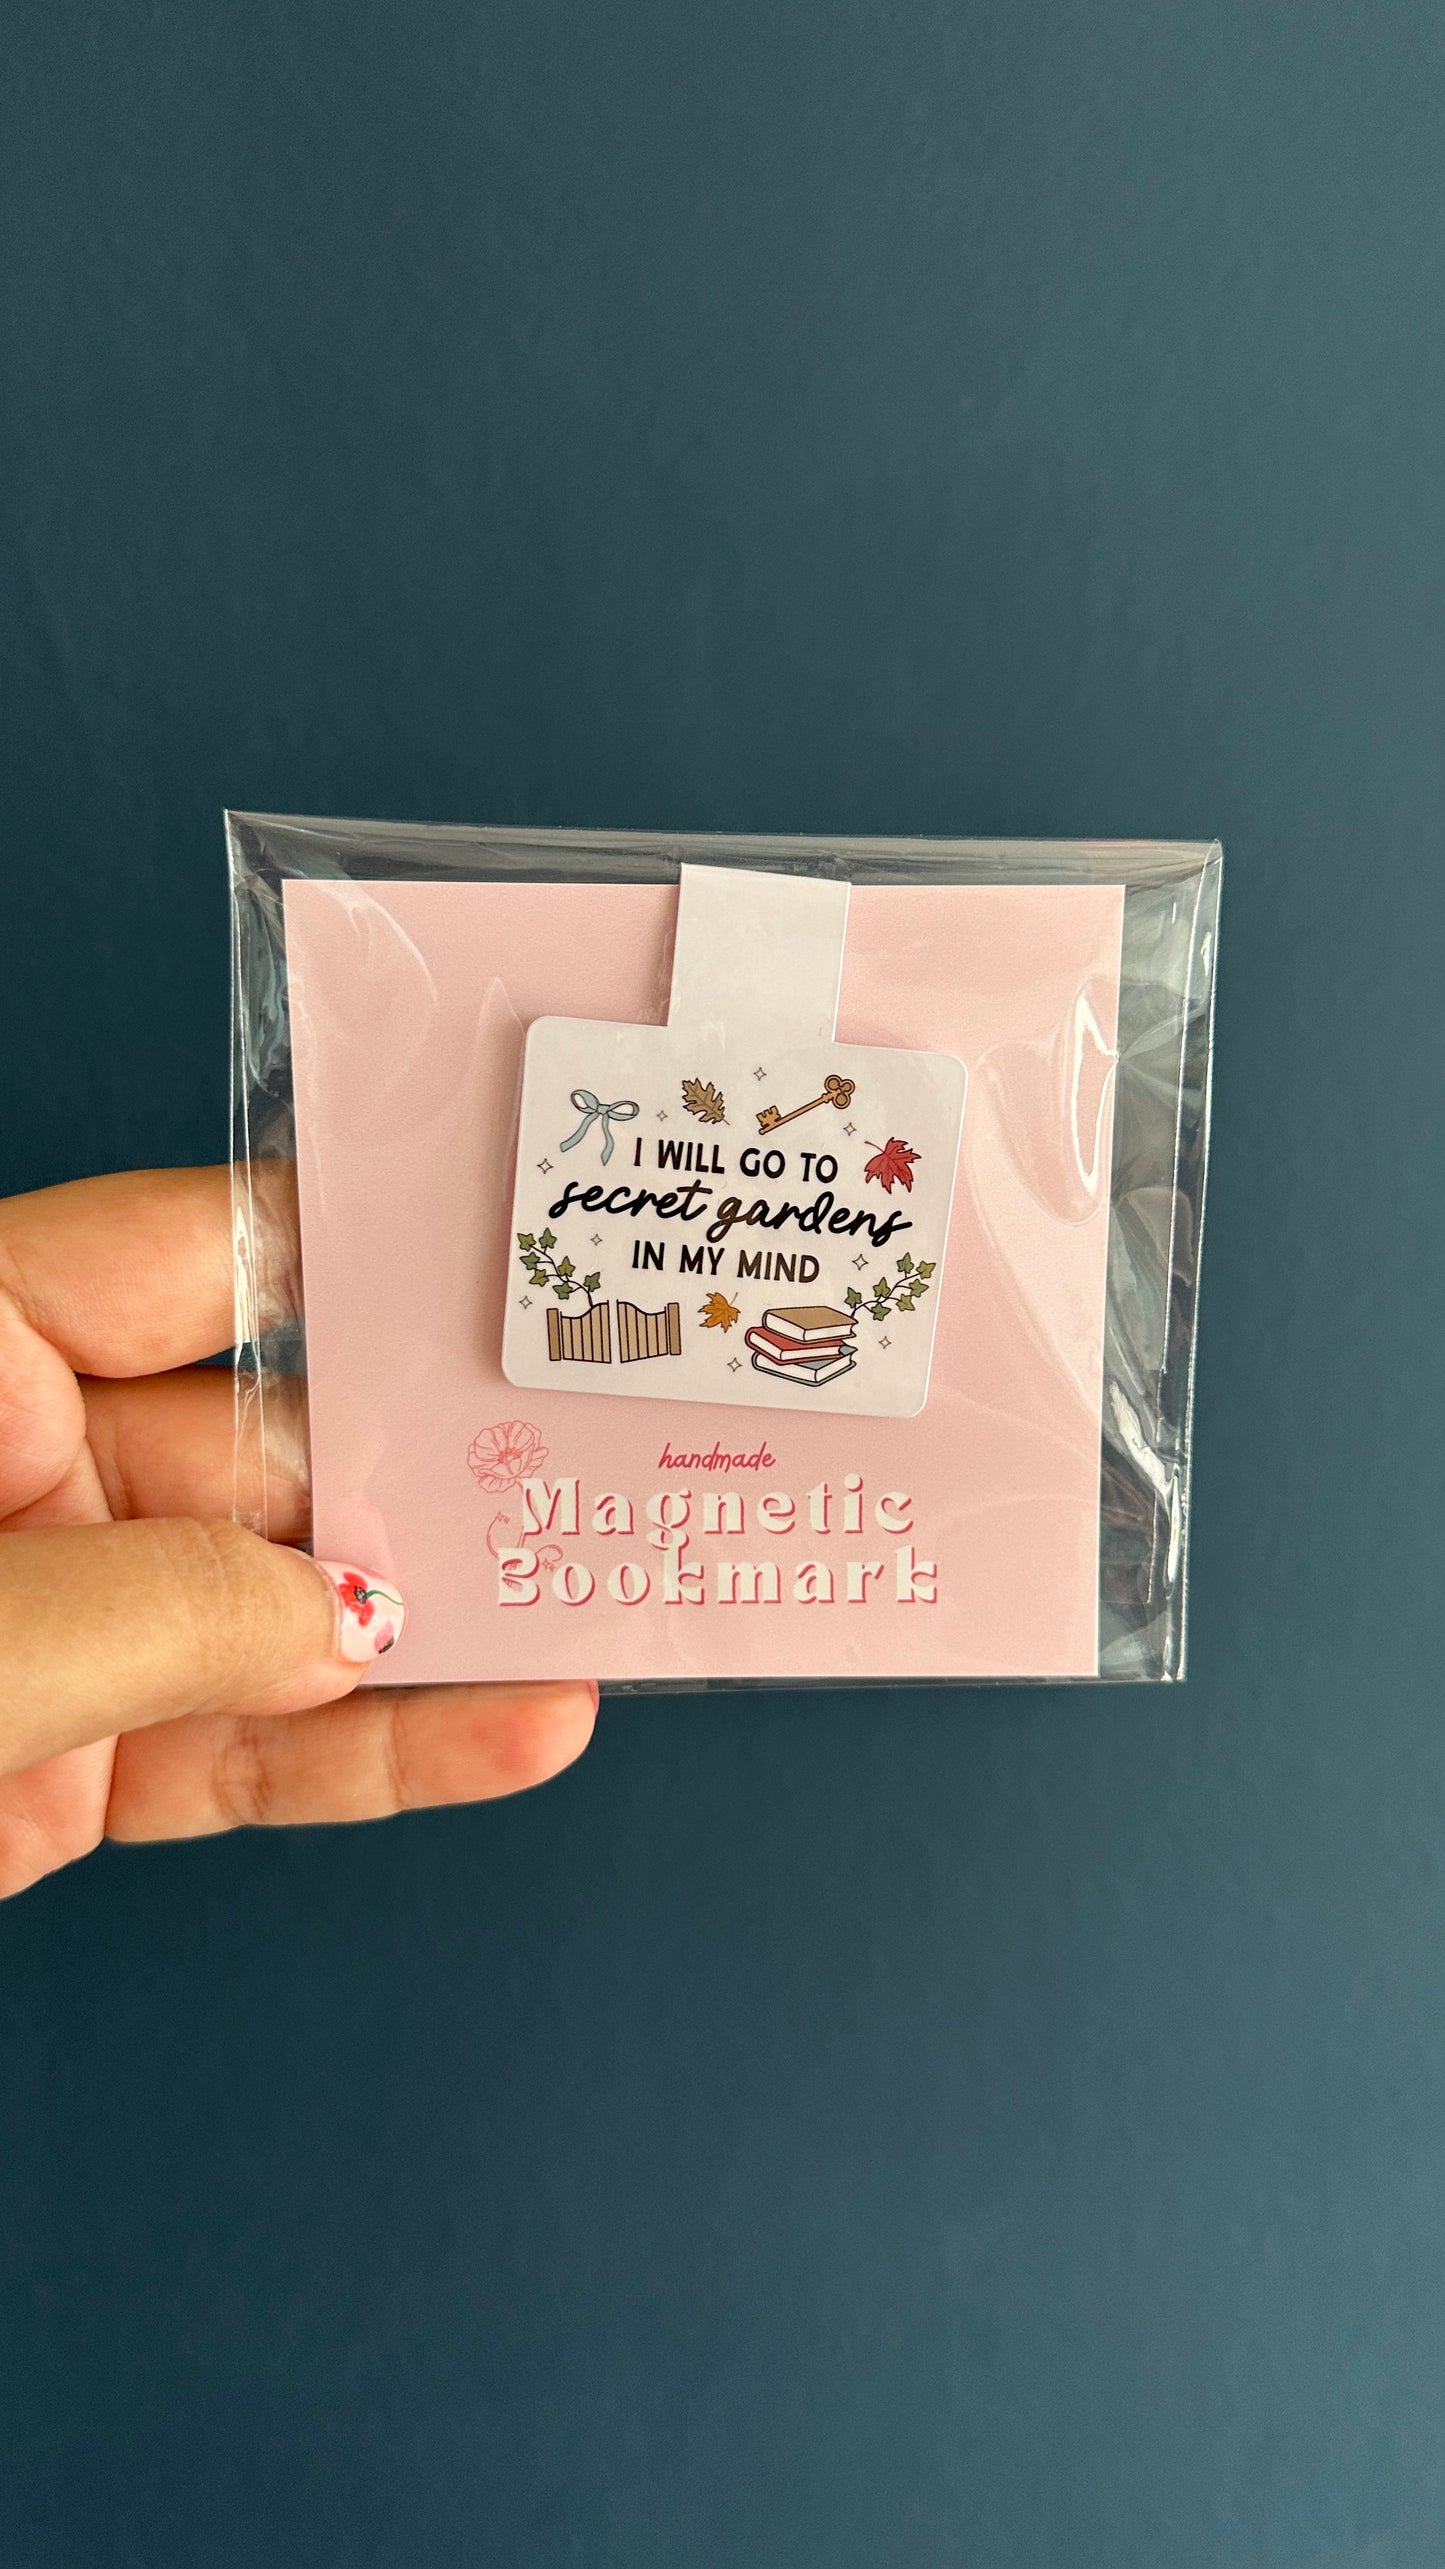 I WILL GO TO
secret gardens
IN MY MIND
handmade
Magnetic
Bookmark